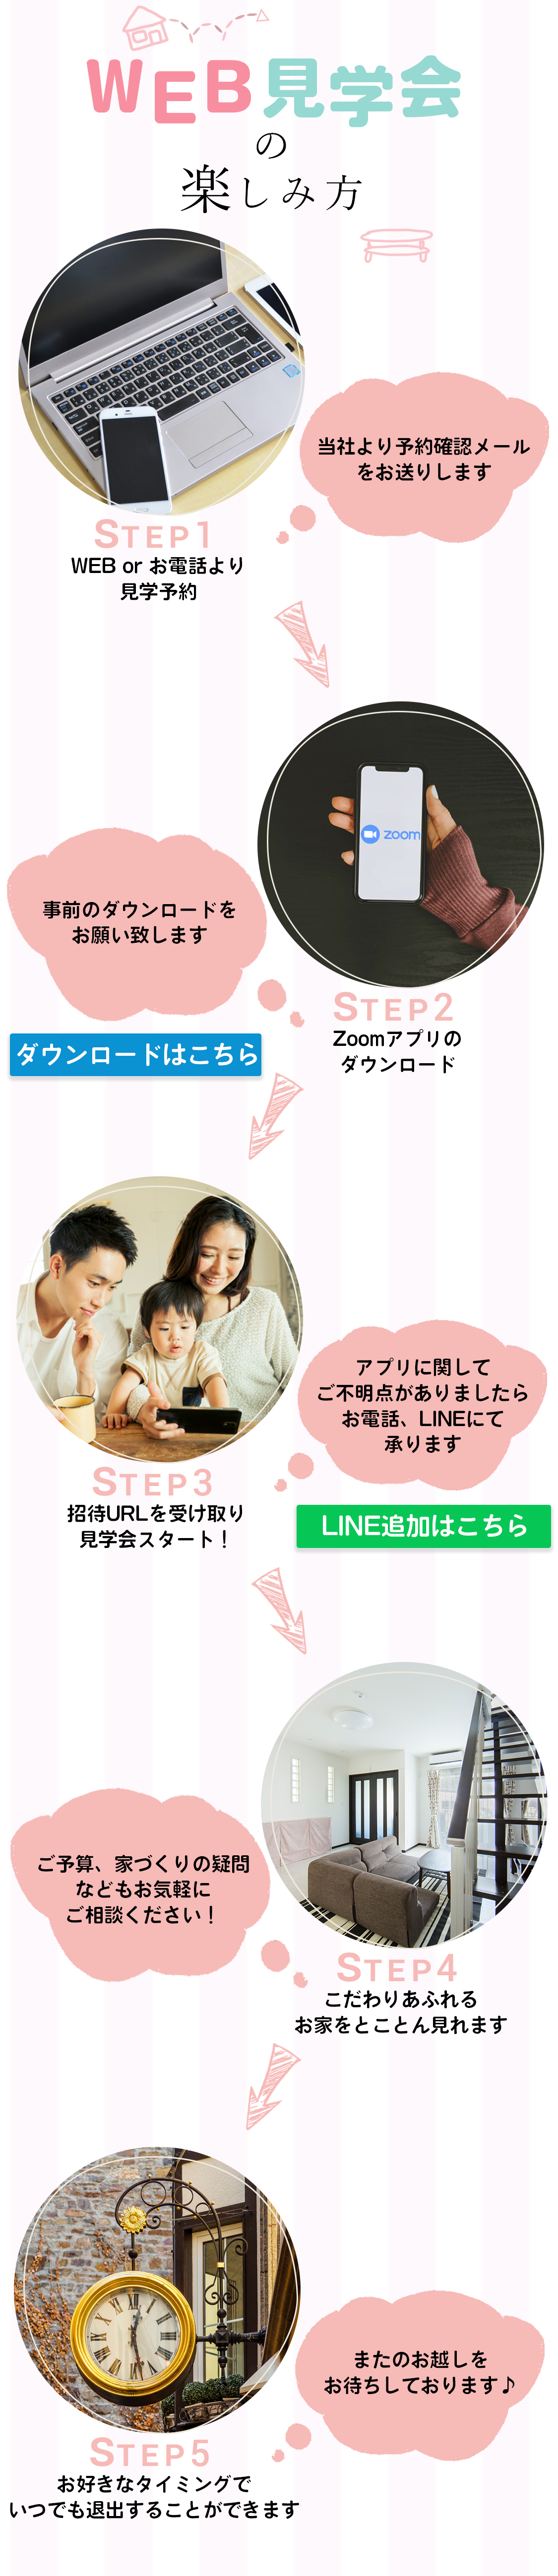 WEB見学会
の
楽しみ方
当社より予約確認メール
をお送りします
STEP1
WEB or お電話より
見学予約
zoom
事前のダウンロードを
お願い致します
STEP2
Zoomアプリの
ダウンロード
ダウンロードはこちら
アプリに関して
ご不明点がありましたら
お電話、LINEにて
承ります
STEP3
招待URLを受け取り
見学会スタート！
LINE追加はこちら
ご予算、家づくりの疑問
などもお気軽に
ご相談ください！
STEP4
こだわりあふれる
お家をとことん見れます
またのお越しを
お待ちしております♪
STEP5
お好きなタイミングで
いつでも退出することができます